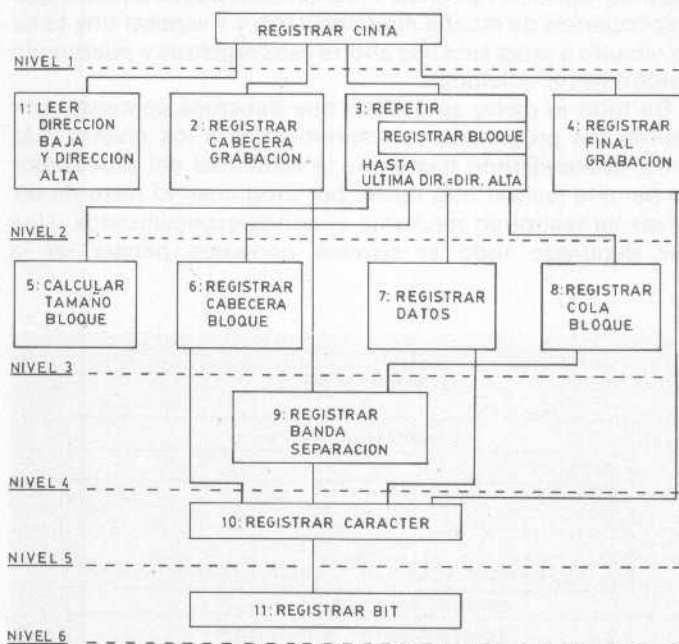 REGISTRAR CINTA
NIVEL 1
1: LEER
DIRECCION
BAJA
Y DIRECCION
ALTA
2: REGISTRAR
CABECERA
GRABACION
3: REPETIR
REGISTRAR BLOQUE
HASTA
ULTIMA DIR.=DIR. ALTA
4: REGISTRAR
FINAL
GRABACION
NIVEL 2
5: CALCULAR
TAMAÑO
BLOQUE
6: REGISTRAR
CABECERA
BLOQUE
7: REGISTRAR
DATOS
8: REGISTRAR
COLA
BLOQUE
NIVEL 3
9: REGISTRAR
BANDA
SEPARACION
NIVEL 4
10: REGISTRAR CARACTER
NIVEL 5
11: REGISTRAR BIT
NIVEL 6